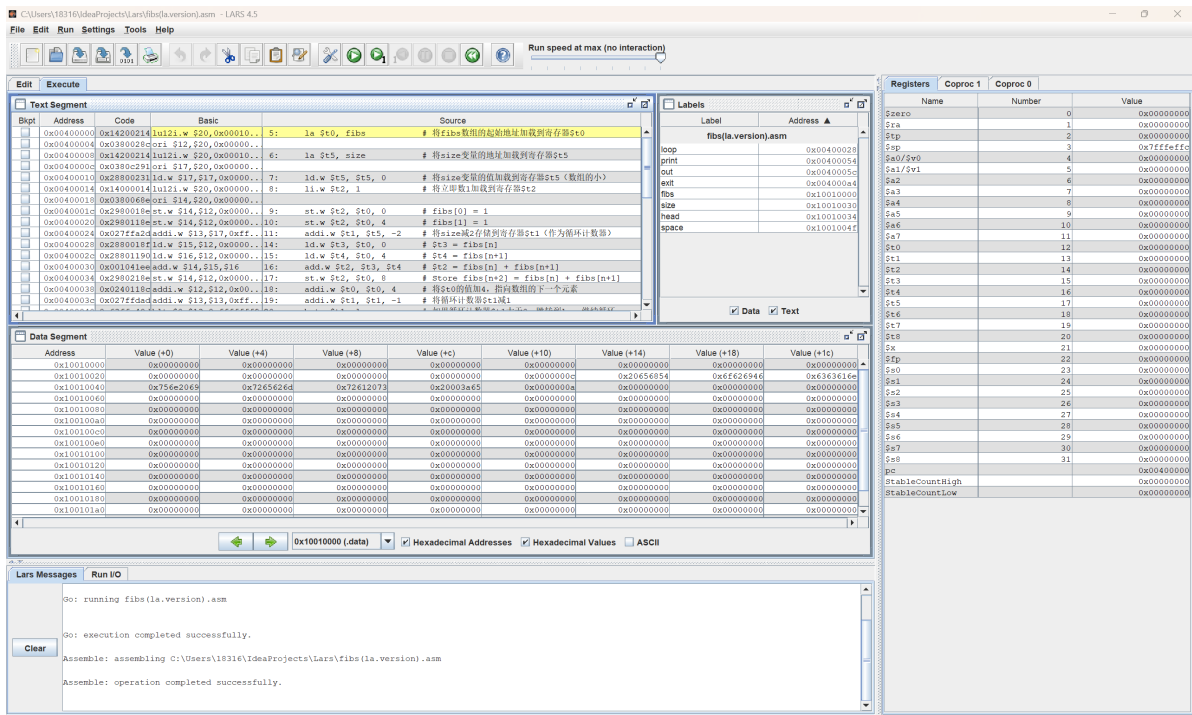 C:\Users\18316\IdeaProjects\Lars\fibs(la.version).asm - LARS 4.5
File Edit Run Settings Tools Help
Run speed at max (no interaction)
Edit Execute
Text Segment
Bkpt Address Code Basic Source
0x00400000 0x14200214 lu12i.w $20,0x00010... 5: la $t0, fibs # 将fibs数组的起始地址加载到寄存器$t0
0x00400004 0x0380028c ori $12,$20,0x0000...
0x00400008 0x14200214 lu12i.w $20,0x00010... 6: la $t5, size # 将size变量的地址加载到寄存器$t5
0x0040000c 0x0380c291 ori $17,$20,0x0000...
0x00400010 0x28800231 ld.w $17,$17,0x0000... 7: ld.w $t5, $t5, 0 # 将size变量的值加载到寄存器$t5（数组的小）
0x00400014 0x14000014 lu12i.w $20,0x0000... 8: li.w $t2, 1 # 将立即数1加载到寄存器$t2
0x00400018 0x0380068e ori $14,$20,0x0000...
0x0040001c 0x2980018e st.w $14,$12,0x0000... 9: st.w $t2, $t0, 0 # fibs[0] = 1
0x00400020 0x2980118e st.w $14,$12,0x0000... 10: st.w $t2, $t0, 4 # fibs[1] = 1
0x00400024 0x027ffa2d addi.w $13,$17,0xff... 11: addi.w $t1, $t5, -2 # 将size减2存储到寄存器$t1（作为循环计数器）
0x00400028 0x2880018f ld.w $15,$12,0x0000... 14: ld.w $t3, $t0, 0 # $t3 = fibs[n]
0x0040002c 0x28801190 ld.w $16,$12,0x0000... 15: ld.w $t4, $t0, 4 # $t4 = fibs[n+1]
0x00400030 0x001041ee add.w $14,$15,$16 16: add.w $t2, $t3, $t4 # $t2 = fibs[n] + fibs[n+1]
0x00400034 0x2980218e st.w $14,$12,0x0000... 17: st.w $t2, $t0, 8 # Store fibs[n+2] = fibs[n] + fibs[n+1]
0x00400038 0x0240118c addi.w $12,$12,0x00... 18: addi.w $t0, $t0, 4 # 将$t0的值加4，指向数组的下一个元素
0x0040003c 0x027ffdad addi.w $13,$13,0xff... 19: addi.w $t1, $t1, -1 # 将循环计数器$t1减1
Labels
Label Address ▲
fibs(la.version).asm
loop 0x00400028
print 0x00400054
out 0x0040005c
exit 0x004000a4
fibs 0x10010000
size 0x10010030
head 0x10010034
space 0x1001004f
Data Text
Data Segment
Address Value (+0) Value (+4) Value (+8) Value (+c) Value (+10) Value (+14) Value (+18) Value (+1c)
0x10010000 0x00000000 0x00000000 0x00000000 0x00000000 0x00000000 0x00000000 0x00000000 0x00000000
0x10010020 0x00000000 0x00000000 0x00000000 0x00000000 0x0000000c 0x20656854 0x6f626946 0x6363616e
0x10010040 0x756e2069 0x7265626d 0x72612073 0x20003a65 0x0000000a 0x00000000 0x00000000 0x00000000
0x10010060 0x00000000 0x00000000 0x00000000 0x00000000 0x00000000 0x00000000 0x00000000 0x00000000
0x10010080 0x00000000 0x00000000 0x00000000 0x00000000 0x00000000 0x00000000 0x00000000 0x00000000
0x100100a0 0x00000000 0x00000000 0x00000000 0x00000000 0x00000000 0x00000000 0x00000000 0x00000000
0x100100c0 0x00000000 0x00000000 0x00000000 0x00000000 0x00000000 0x00000000 0x00000000 0x00000000
0x100100e0 0x00000000 0x00000000 0x00000000 0x00000000 0x00000000 0x00000000 0x00000000 0x00000000
0x10010100 0x00000000 0x00000000 0x00000000 0x00000000 0x00000000 0x00000000 0x00000000 0x00000000
0x10010120 0x00000000 0x00000000 0x00000000 0x00000000 0x00000000 0x00000000 0x00000000 0x00000000
0x10010140 0x00000000 0x00000000 0x00000000 0x00000000 0x00000000 0x00000000 0x00000000 0x00000000
0x10010160 0x00000000 0x00000000 0x00000000 0x00000000 0x00000000 0x00000000 0x00000000 0x00000000
0x10010180 0x00000000 0x00000000 0x00000000 0x00000000 0x00000000 0x00000000 0x00000000 0x00000000
0x100101a0 0x00000000 0x00000000 0x00000000 0x00000000 0x00000000 0x00000000 0x00000000 0x00000000
0x10010000 (.data) Hexadecimal Addresses Hexadecimal Values ASCII
Lars Messages Run I/O
Go: running fibs(la.version).asm
Go: execution completed successfully.
Assemble: assembling C:\Users\18316\IdeaProjects\Lars\fibs(la.version).asm
Assemble: operation completed successfully.
Clear
Registers Coproc 1 Coproc 0
Name Number Value
$zero 0 0x00000000
$ra 1 0x00000000
$tp 2 0x00000000
$sp 3 0x7fffeffc
$a0/$v0 4 0x00000000
$a1/$v1 5 0x00000000
$a2 6 0x00000000
$a3 7 0x00000000
$a4 8 0x00000000
$a5 9 0x00000000
$a6 10 0x00000000
$a7 11 0x00000000
$t0 12 0x00000000
$t1 13 0x00000000
$t2 14 0x00000000
$t3 15 0x00000000
$t4 16 0x00000000
$t5 17 0x00000000
$t6 18 0x00000000
$t7 19 0x00000000
$t8 20 0x00000000
$x 21 0x00000000
$fp 22 0x00000000
$s0 23 0x00000000
$s1 24 0x00000000
$s2 25 0x00000000
$s3 26 0x00000000
$s4 27 0x00000000
$s5 28 0x00000000
$s6 29 0x00000000
$s7 30 0x00000000
$s8 31 0x00000000
pc 0x00400000
StableCountHigh 0x00000000
StableCountLow 0x00000000